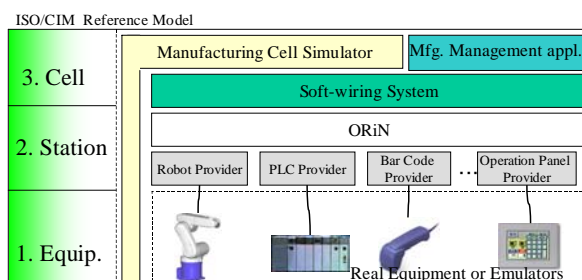 ISO/CIM Reference Model
Manufacturing Cell Simulator
Mfg. Management appl.
3. Cell
Soft-wiring System
ORiN
2. Station
Robot Provider
PLC Provider
Bar Code
Provider
...
Operation Panel
Provider
1. Equip.
Real Equipment or Emulators